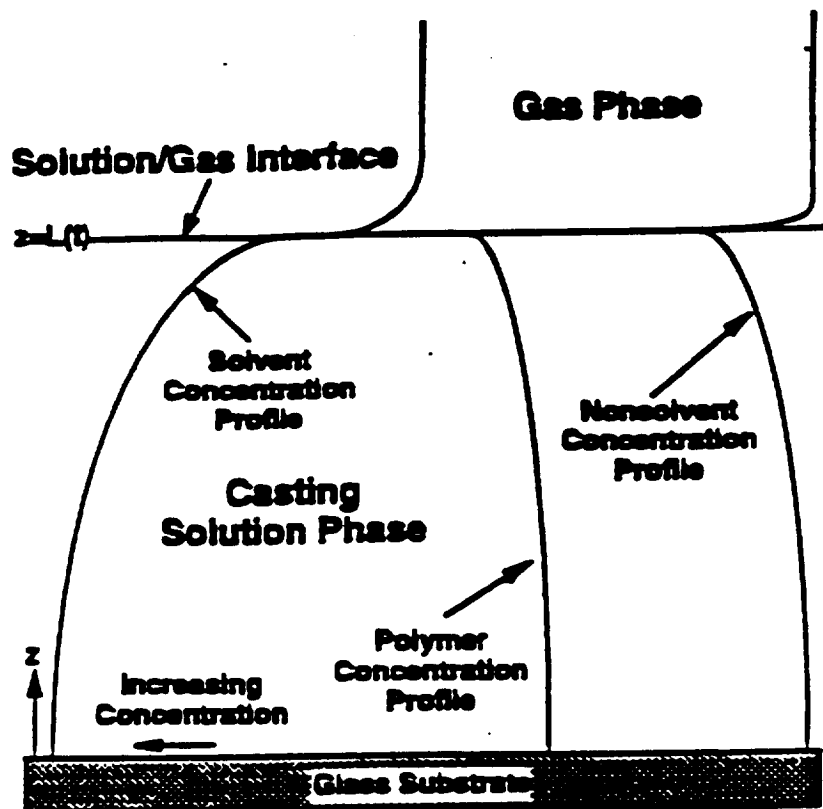 Gas Phase
Solution/Gas Interface
z=L(t)
Solvent
Concentration
Profile
Nonsolvent
Concentration
Profile
Casting
Solution Phase
Polymer
Concentration
Profile
z
Increasing
Concentration
Glass Substrate